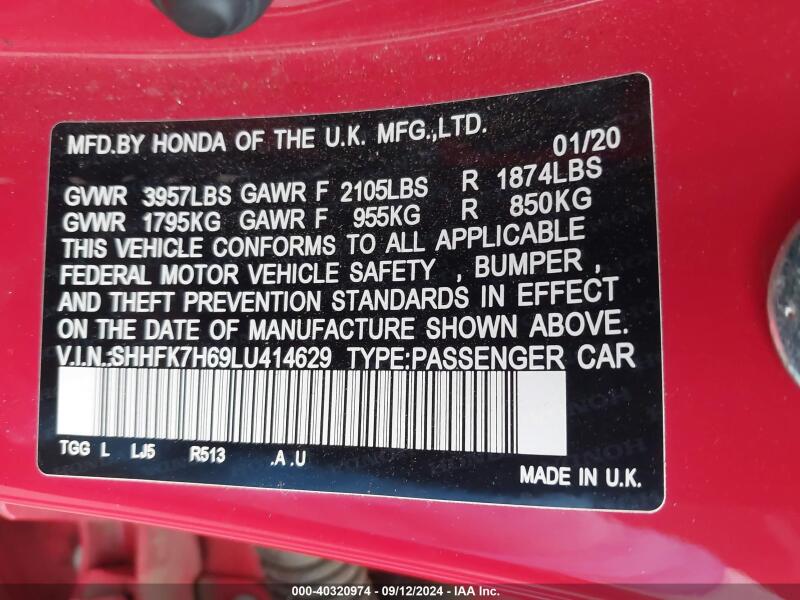 MFD.BY HONDA OF THE U.K. MFG.,LTD.
01/20
GVWR 3957LBS GAWR F 2105LBS R 1874LBS
GVWR 1795KG GAWR F 955KG R 850KG
THIS VEHICLE CONFORMS TO ALL APPLICABLE
FEDERAL MOTOR VEHICLE SAFETY , BUMPER ,
AND THEFT PREVENTION STANDARDS IN EFFECT
ON THE DATE OF MANUFACTURE SHOWN ABOVE.
V.I.N.:SHHFK7H69LU414629 TYPE:PASSENGER CAR
TGG L LJ5 R513 .A .U
MADE IN U.K.
000-40320974 - 09/12/2024 - IAA Inc.